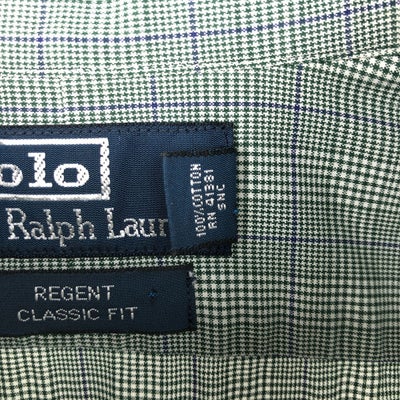 olo
Ralph Laur
100% COTTON
RN 41381
SNC
REGENT
CLASSIC FIT